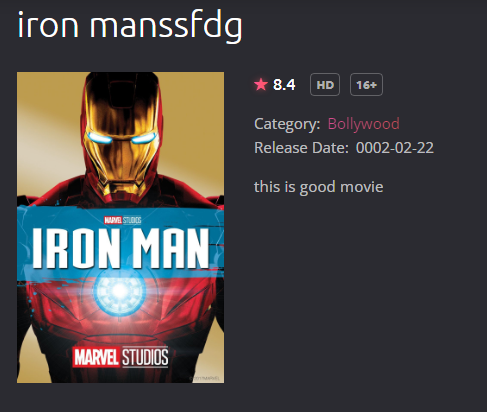 iron manssfdg
8.4 HD 16+
Category: Bollywood
Release Date: 0002-02-22
this is good movie
MARVEL STUDIOS
IRON MAN
MARVEL STUDIOS